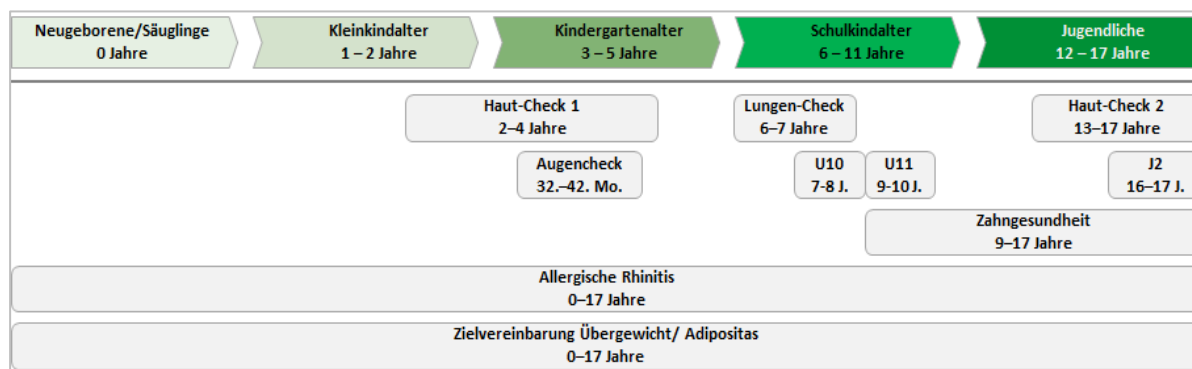 Neugeborene/Säuglinge
0 Jahre
Kleinkindalter
1 – 2 Jahre
Kindergartenalter
3 – 5 Jahre
Schulkindalter
6 – 11 Jahre
Jugendliche
12 – 17 Jahre
Haut-Check 1
2–4 Jahre
Lungen-Check
6–7 Jahre
Haut-Check 2
13–17 Jahre
Augencheck
32.–42. Mo.
U10
7-8 J.
U11
9-10 J.
J2
16–17 J.
Zahngesundheit
9–17 Jahre
Allergische Rhinitis
0–17 Jahre
Zielvereinbarung Übergewicht/ Adipositas
0–17 Jahre